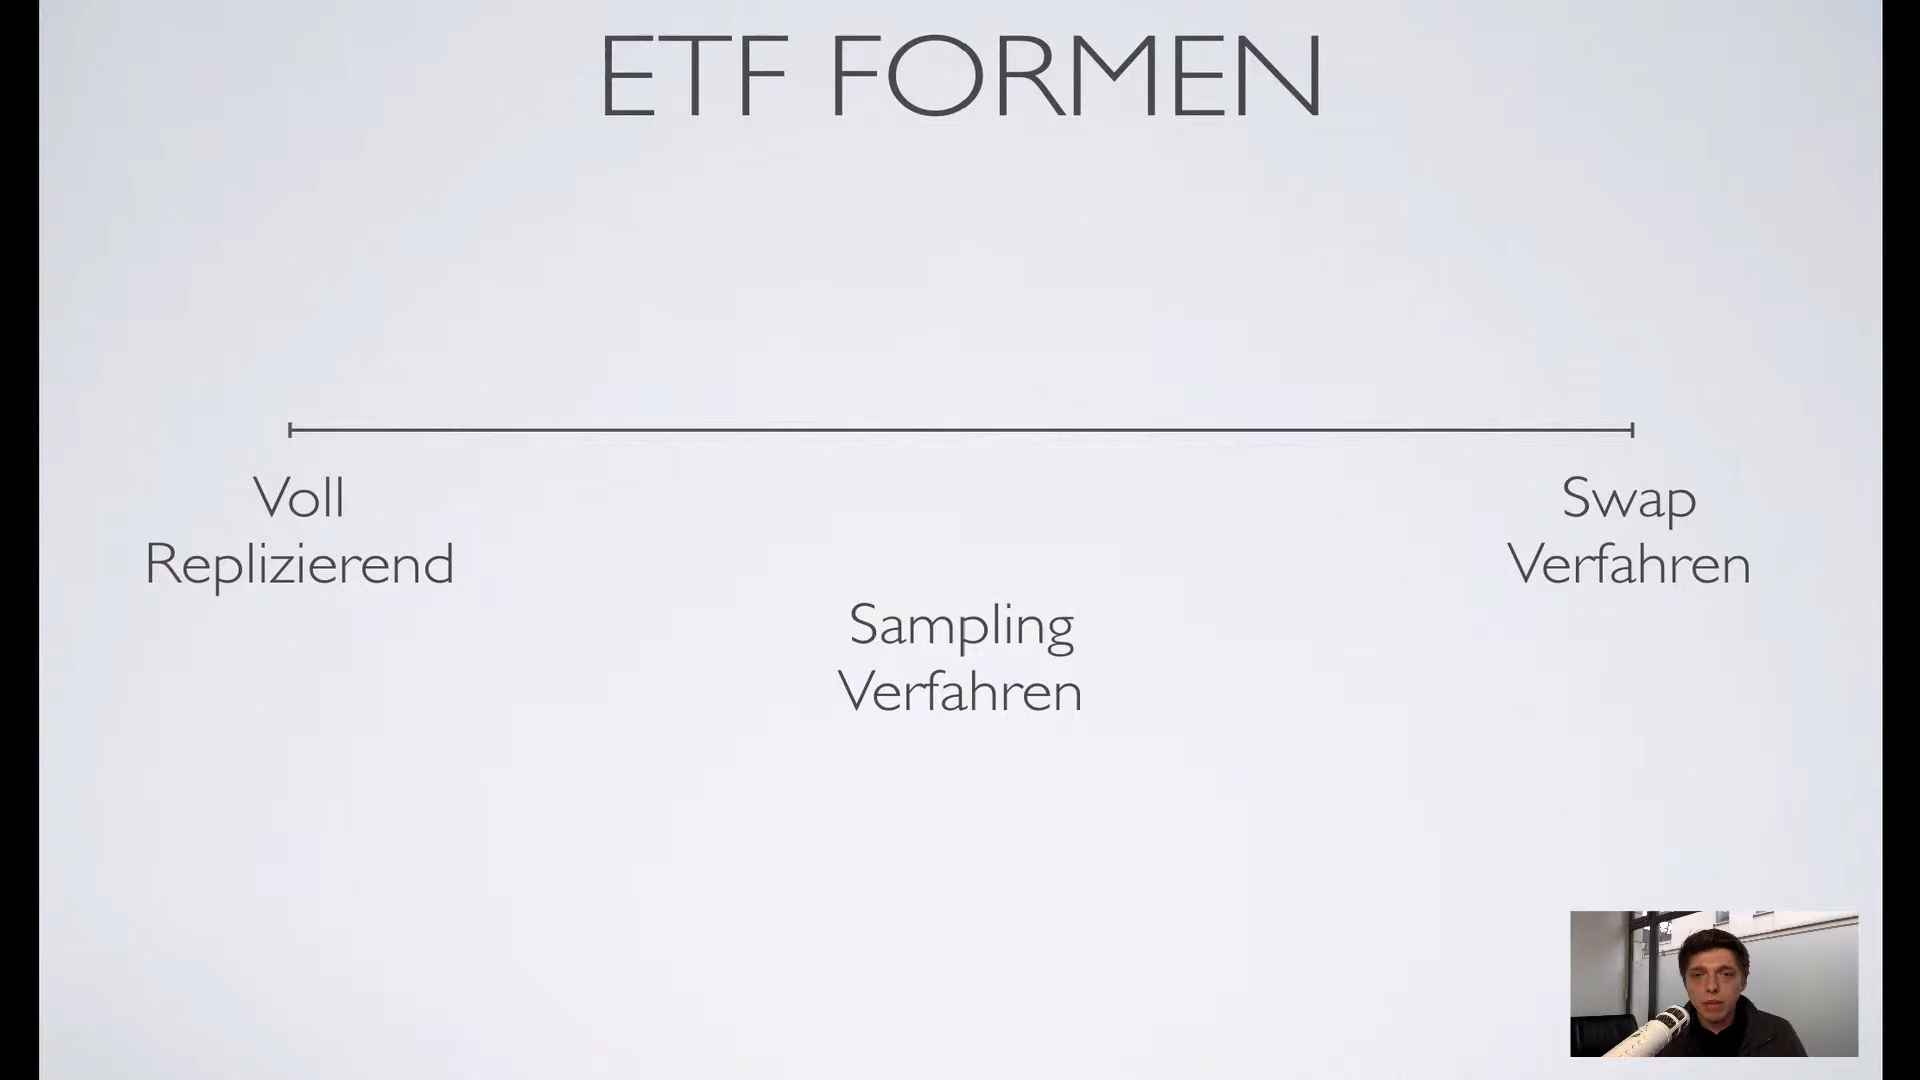 ETF FORMEN
Voll
Replizierend
Sampling
Verfahren
Swap
Verfahren